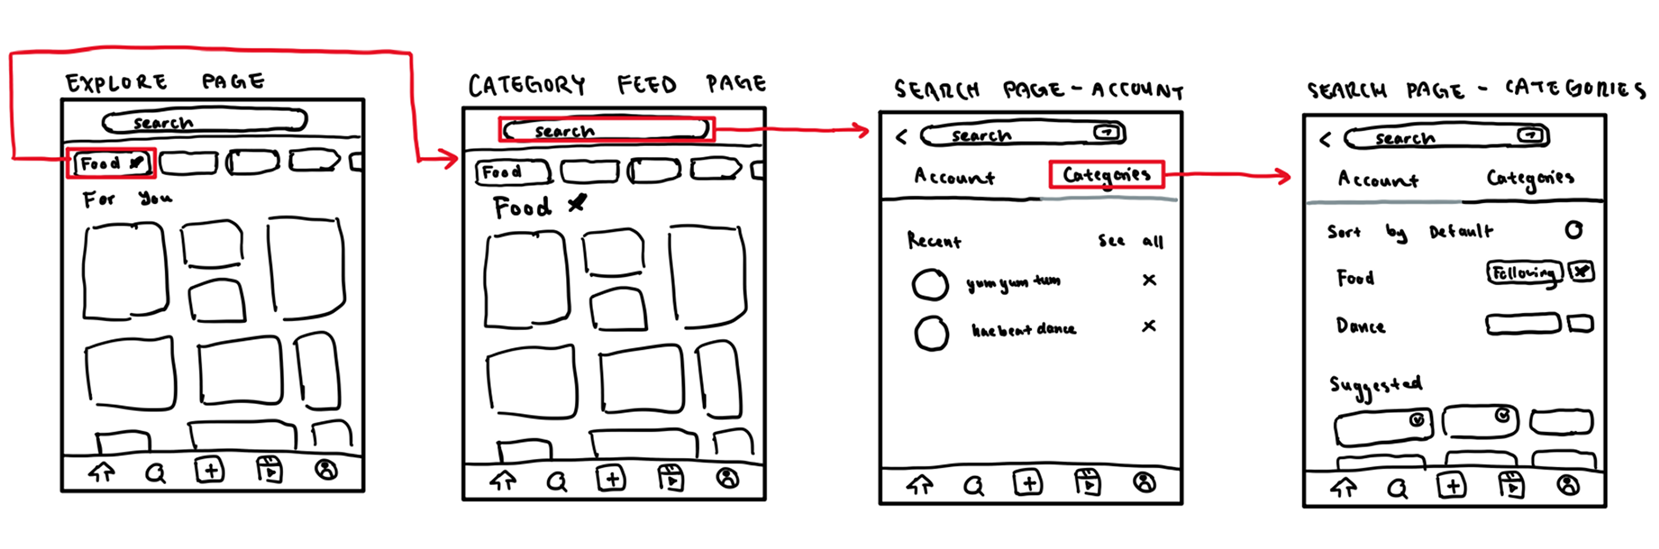 EXPLORE PAGE
search
Food
For You
CATEGORY FEED PAGE
search
Food
Food
SEARCH PAGE - ACCOUNT
search
Account Categories
Recent See all
yum yum tum
hae beat dance
SEARCH PAGE - CATEGORIES
search
Account Categories
Sort by Default
Food Following
Dance
Suggested